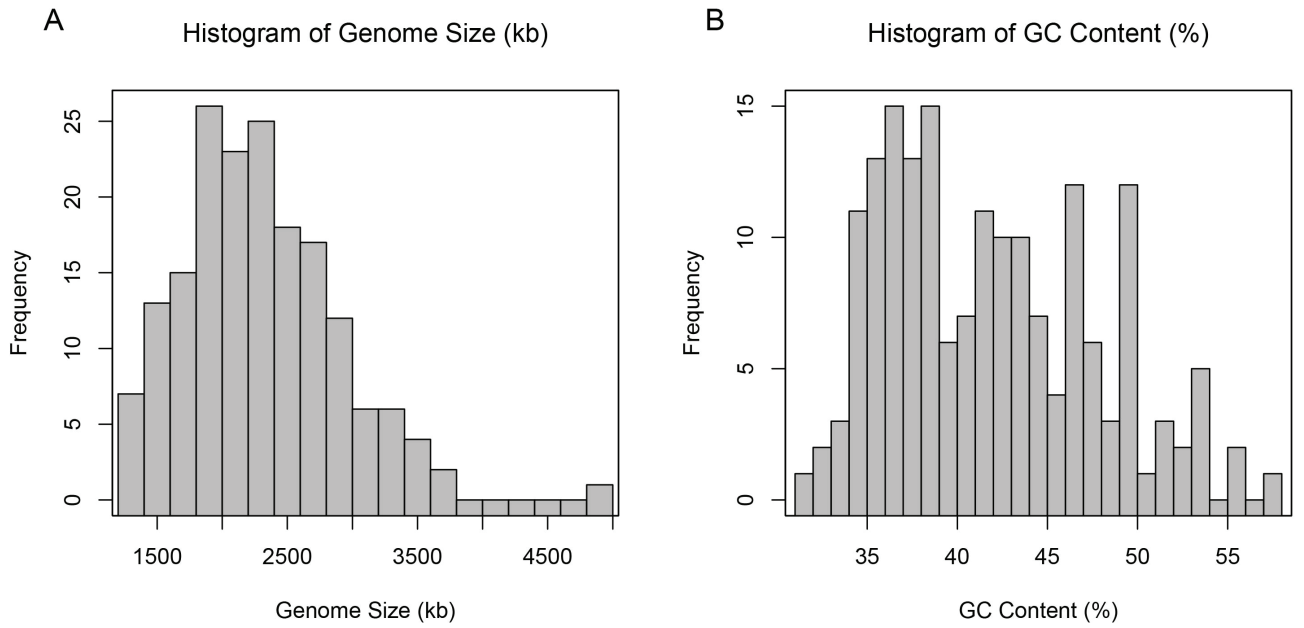 A
Histogram of Genome Size (kb)
Frequency
25
20
15
10
5
0
1500 2500 3500 4500
Genome Size (kb)
B
Histogram of GC Content (%)
Frequency
15
10
5
0
35 40 45 50 55
GC Content (%)